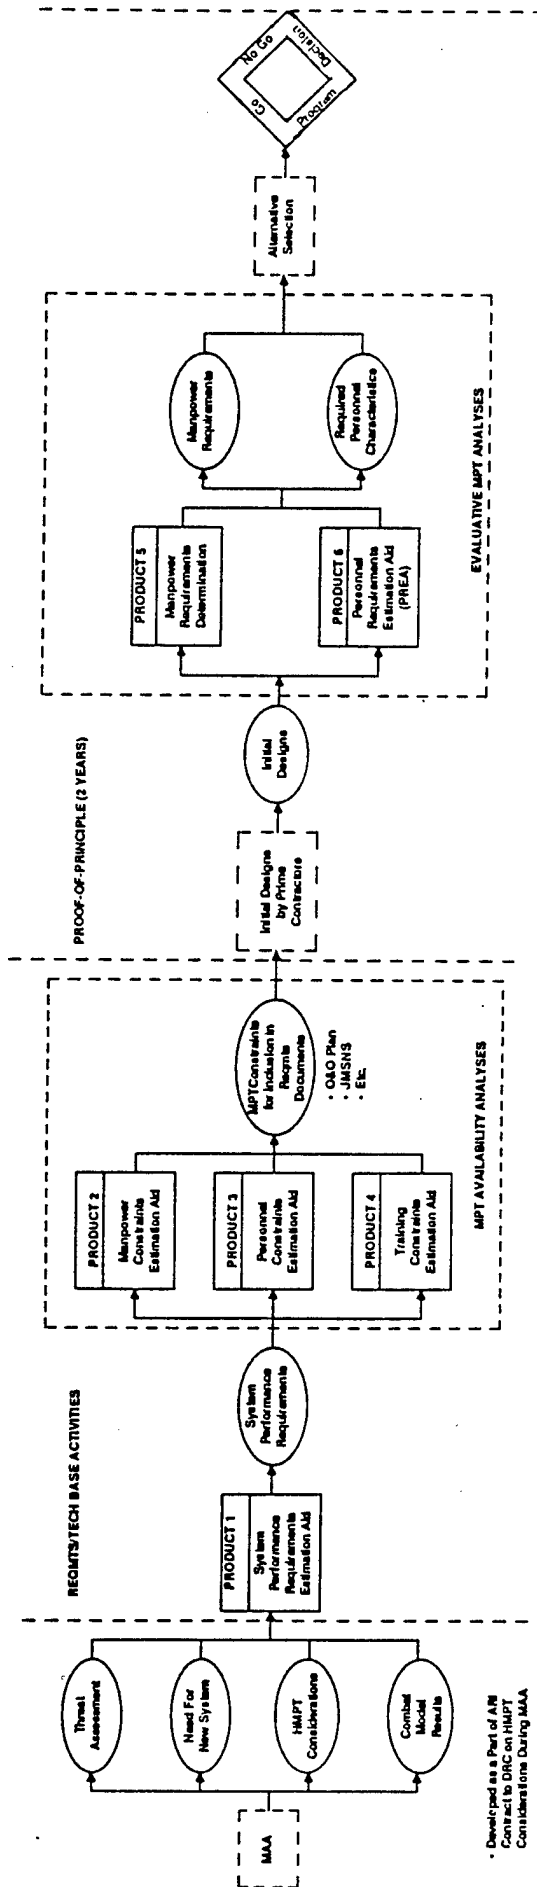 MAA
Threat
Assessment
Need For
New System
HMPT
Considerations
Combat
Model
Results
• Developed as a Part of ARI
Contract to DRC on HMPT
Considerations During MAA
REQMTS/TECH BASE ACTIVITIES
PRODUCT 1
System
Performance
Requirements
Estimation Aid
System
Performance
Requirements
PRODUCT 2
Manpower
Constraints
Estimation Aid
PRODUCT 3
Personnel
Constraints
Estimation Aid
PRODUCT 4
Training
Constraints
Estimation Aid
MPT Constraints
for Inclusion in
Reqmts
Documents
• O&O Plan
• JMSNS
• Etc.
MPT AVAILABILITY ANALYSES
PROOF-OF-PRINCIPLE (2 YEARS)
Initial Designs
by Prime
Contractors
Initial
Designs
PRODUCT 5
Manpower
Requirements
Determination
PRODUCT 6
Personnel
Requirements
Estimation Aid
(PREA)
Manpower
Requirements
Required
Personnel
Characteristics
EVALUATIVE MPT ANALYSES
Alternative
Selection
Go
No Go
Program
Decision